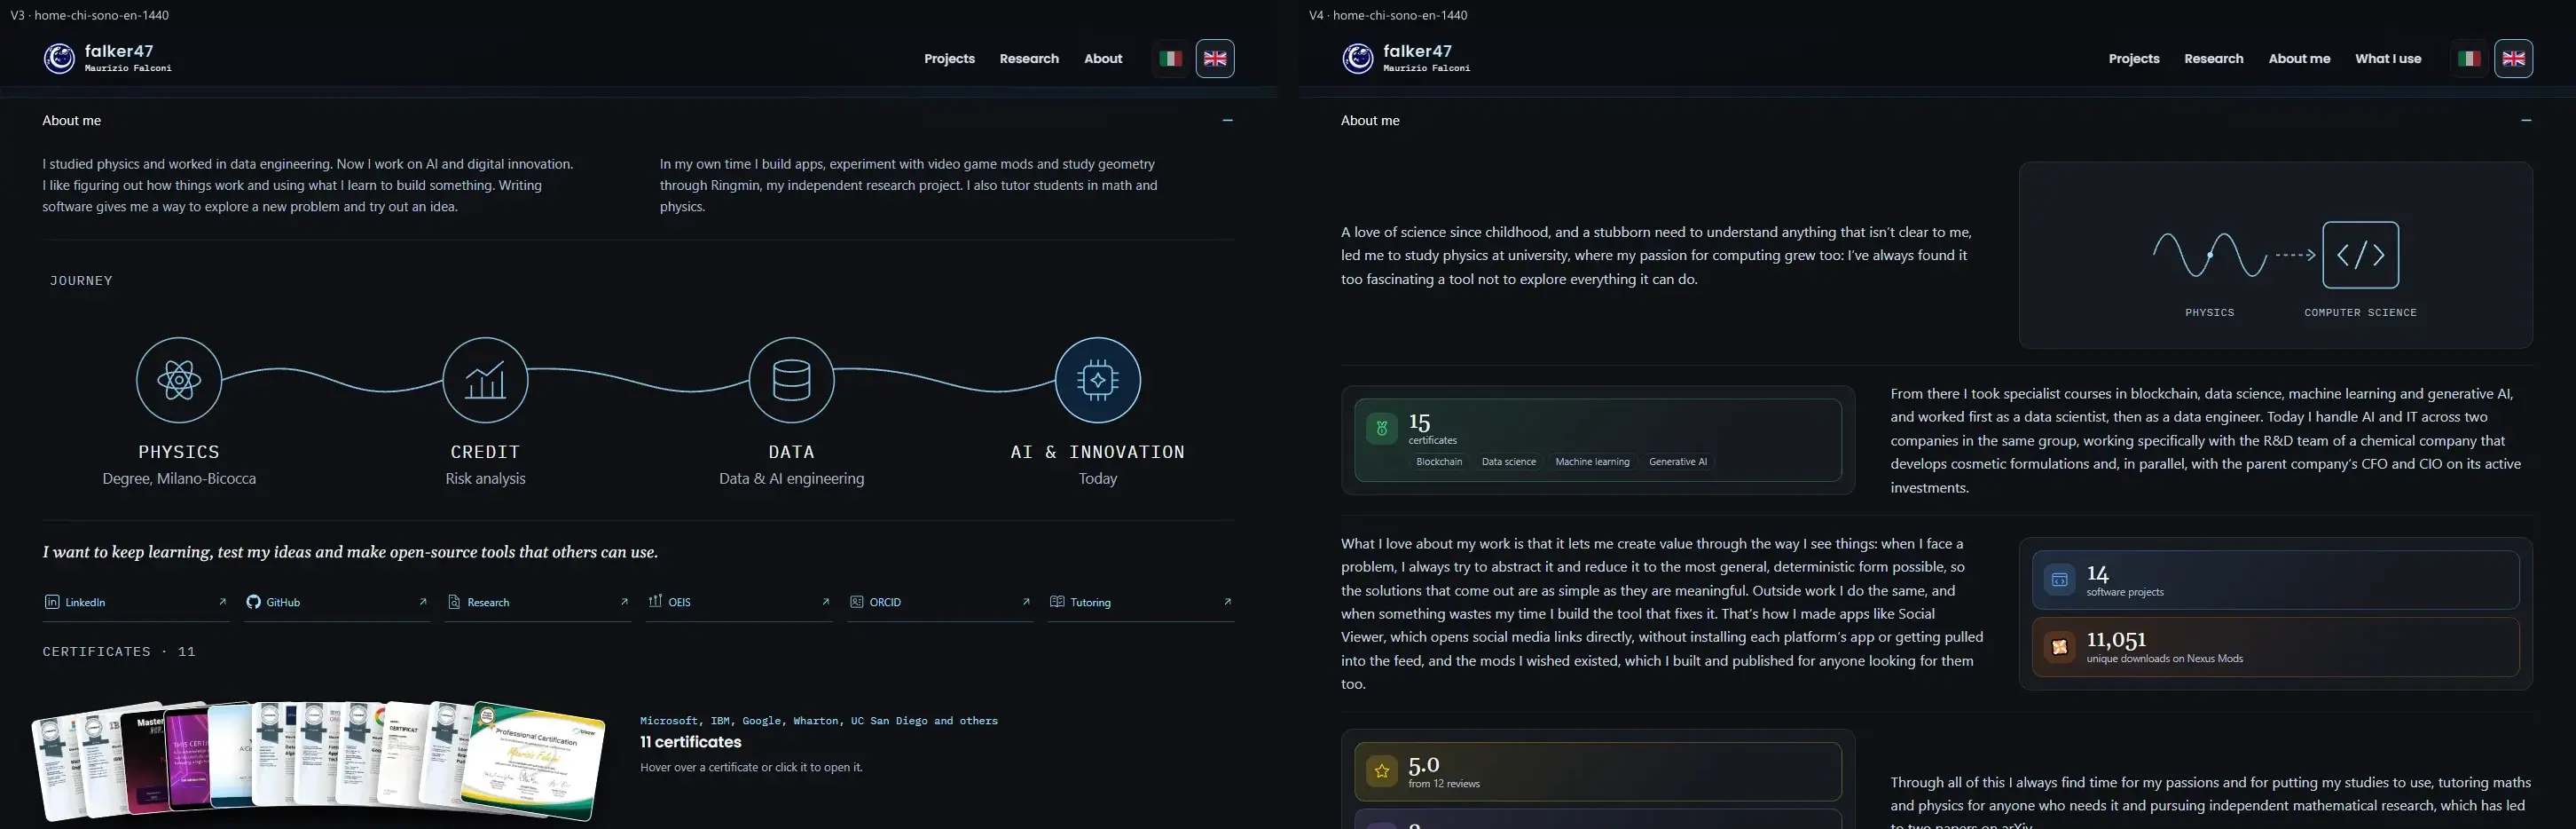 V3 · home-chi-sono-en-1440
falker47
Maurizio Falconi
Projects
Research
About
About me
I studied physics and worked in data engineering. Now I work on AI and digital innovation.
I like figuring out how things work and using what I learn to build something. Writing
software gives me a way to explore a new problem and try out an idea.
In my own time I build apps, experiment with video game mods and study geometry
through Ringmin, my independent research project. I also tutor students in math and
physics.
JOURNEY
PHYSICS
Degree, Milano-Bicocca
CREDIT
Risk analysis
DATA
Data & AI engineering
AI & INNOVATION
Today
I want to keep learning, test my ideas and make open-source tools that others can use.
LinkedIn
GitHub
Research
OEIS
ORCID
Tutoring
CERTIFICATES · 11
Professional Certification
Microsoft, IBM, Google, Wharton, UC San Diego and others
11 certificates
Hover over a certificate or click it to open it.
V4 · home-chi-sono-en-1440
falker47
Maurizio Falconi
Projects
Research
About me
What I use
About me
A love of science since childhood, and a stubborn need to understand anything that isn't clear to me,
led me to study physics at university, where my passion for computing grew too: I've always found it
too fascinating a tool not to explore everything it can do.
PHYSICS
COMPUTER SCIENCE
15
certificates
Blockchain
Data science
Machine learning
Generative AI
From there I took specialist courses in blockchain, data science, machine learning and generative AI,
and worked first as a data scientist, then as a data engineer. Today I handle AI and IT across two
companies in the same group, working specifically with the R&D team of a chemical company that
develops cosmetic formulations and, in parallel, with the parent company's CFO and CIO on its active
investments.
What I love about my work is that it lets me create value through the way I see things: when I face a
problem, I always try to abstract it and reduce it to the most general, deterministic form possible, so
the solutions that come out are as simple as they are meaningful. Outside work I do the same, and
when something wastes my time I build the tool that fixes it. That's how I made apps like Social
Viewer, which opens social media links directly, without installing each platform's app or getting pulled
into the feed, and the mods I wished existed, which I built and published for anyone looking for them
too.
14
software projects
11,051
unique downloads on Nexus Mods
5.0
from 12 reviews
Through all of this I always find time for my passions and for putting my studies to use, tutoring maths
and physics for anyone who needs it and pursuing independent mathematical research, which has led
to two papers on arXiv